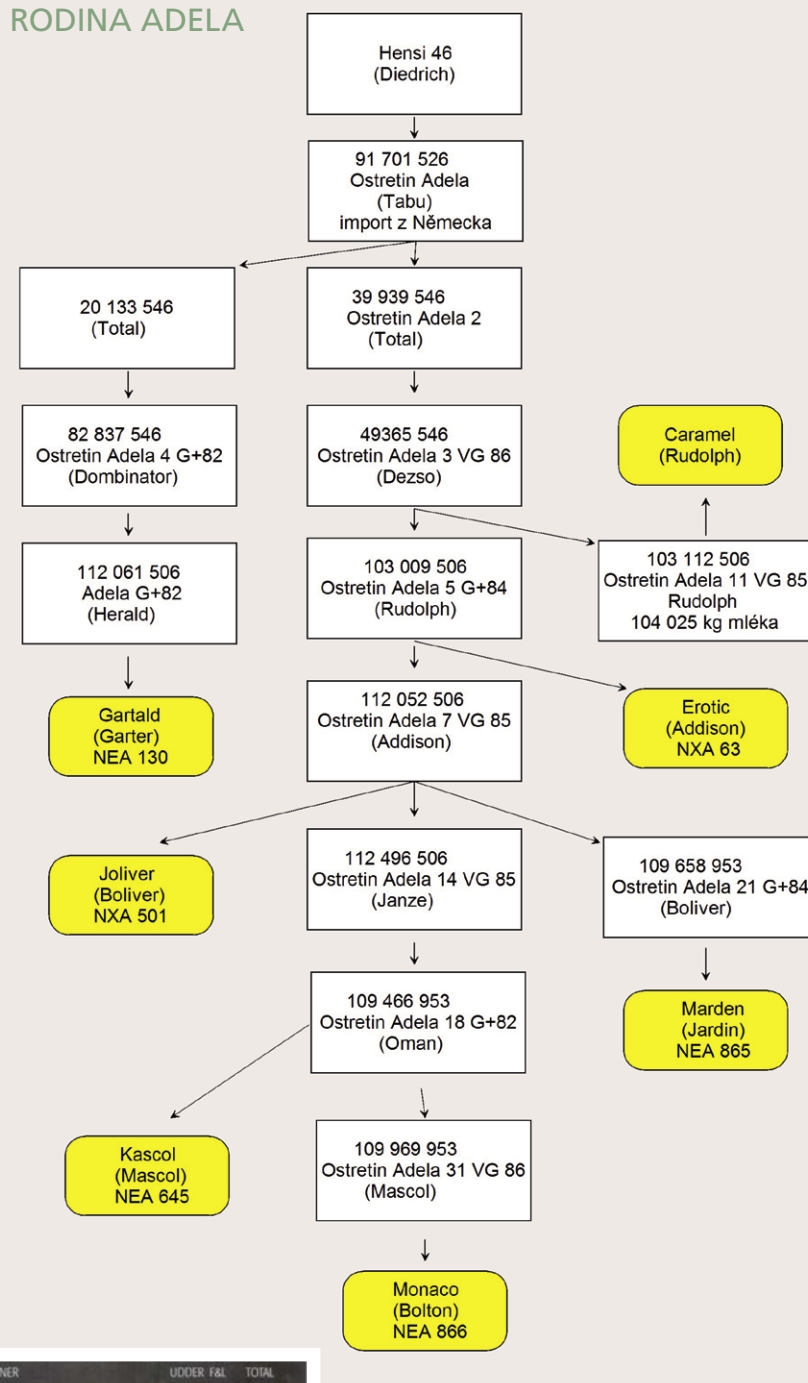 RODINA ADELA
Hensi 46
(Diedrich)
91 701 526
Ostretin Adela
(Tabu)
import z Německa
20 133 546
(Total)
39 939 546
Ostretin Adela 2
(Total)
82 837 546
Ostretin Adela 4 G+82
(Dombinator)
49365 546
Ostretin Adela 3 VG 86
(Dezso)
Caramel
(Rudolph)
112 061 506
Adela G+82
(Herald)
103 009 506
Ostretin Adela 5 G+84
(Rudolph)
103 112 506
Ostretin Adela 11 VG 85
Rudolph
104 025 kg mléka
Gartald
(Garter)
NEA 130
112 052 506
Ostretin Adela 7 VG 85
(Addison)
Erotic
(Addison)
NXA 63
Joliver
(Boliver)
NXA 501
112 496 506
Ostretin Adela 14 VG 85
(Janze)
109 658 953
Ostretin Adela 21 G+84
(Boliver)
109 466 953
Ostretin Adela 18 G+82
(Oman)
Marden
(Jardin)
NEA 865
Kascol
(Mascol)
NEA 645
109 969 953
Ostretin Adela 31 VG 86
(Mascol)
Monaco
(Bolton)
NEA 866
NER UDDER F&L TOTAL